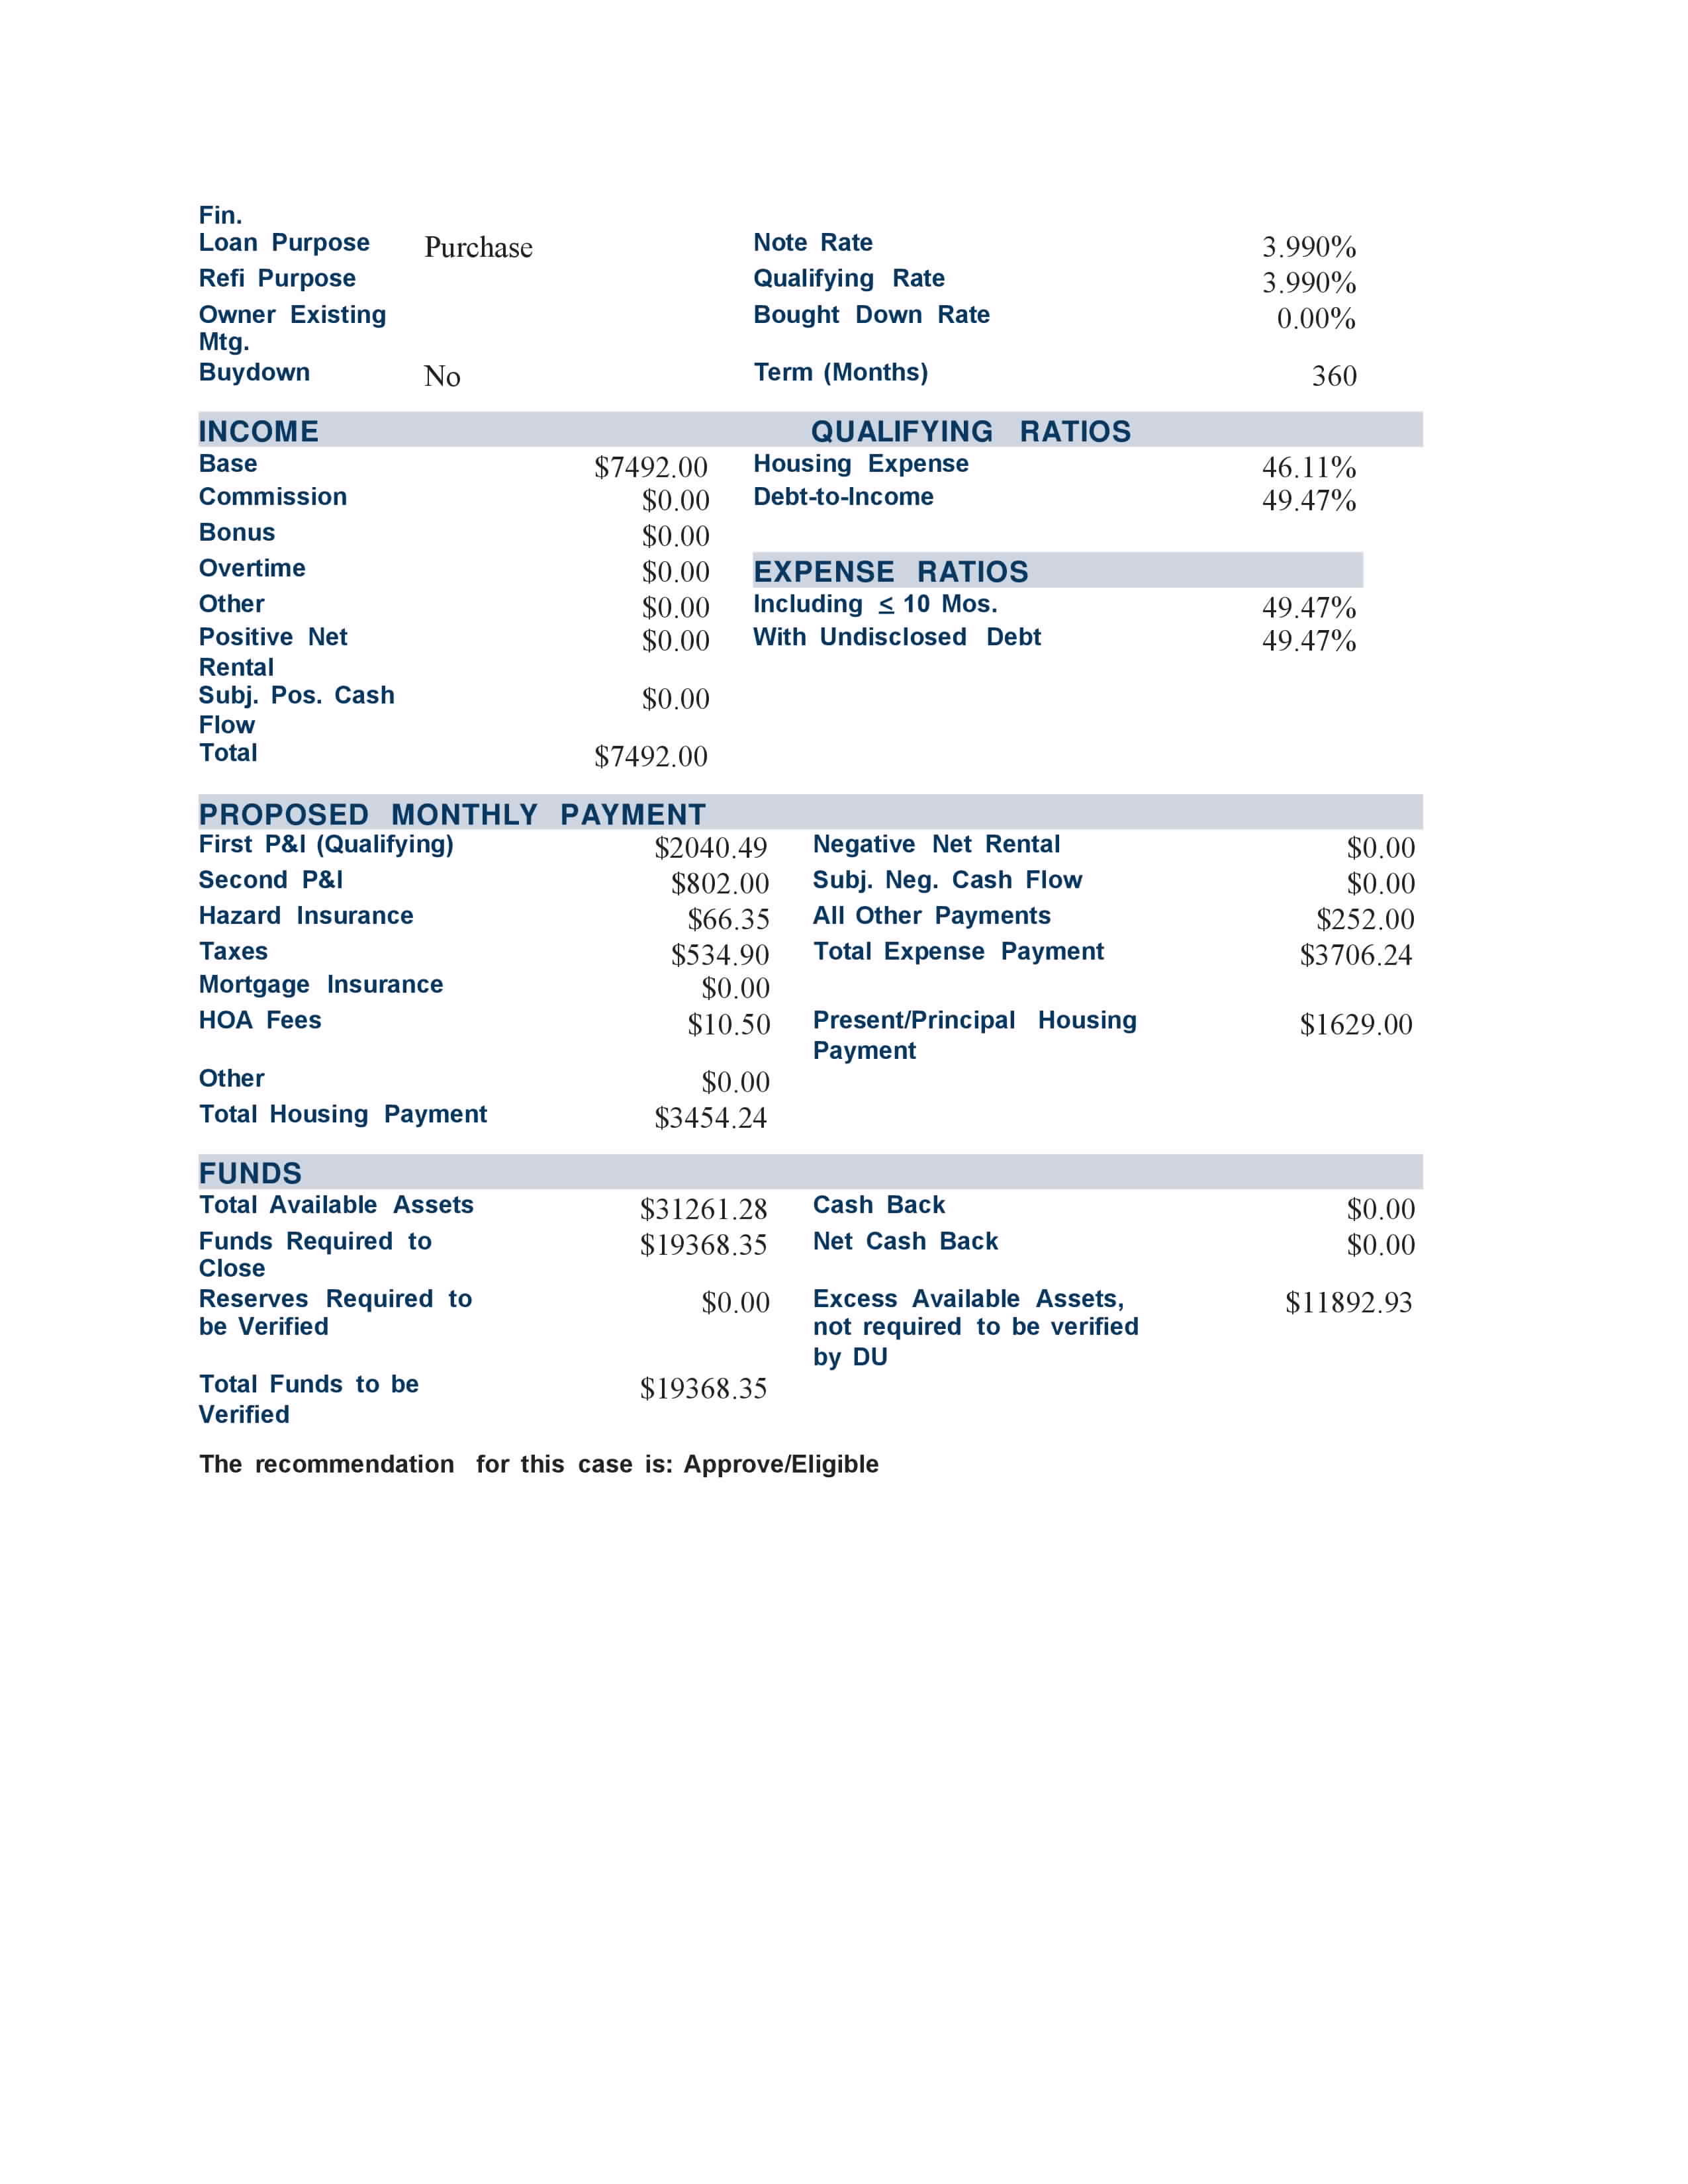 Fin.
Loan Purpose Purchase Note Rate 3.990%
Refi Purpose Qualifying Rate 3.990%
Owner Existing Bought Down Rate 0.00%
Mtg.
Buydown No Term (Months) 360
INCOME QUALIFYING RATIOS
Base $7492.00 Housing Expense 46.11%
Commission $0.00 Debt-to-Income 49.47%
Bonus $0.00
Overtime $0.00 EXPENSE RATIOS
Other $0.00 Including ≤ 10 Mos. 49.47%
Positive Net $0.00 With Undisclosed Debt 49.47%
Rental
Subj. Pos. Cash $0.00
Flow
Total $7492.00
PROPOSED MONTHLY PAYMENT
First P&I (Qualifying) $2040.49 Negative Net Rental $0.00
Second P&I $802.00 Subj. Neg. Cash Flow $0.00
Hazard Insurance $66.35 All Other Payments $252.00
Taxes $534.90 Total Expense Payment $3706.24
Mortgage Insurance $0.00
HOA Fees $10.50 Present/Principal Housing $1629.00
Payment
Other $0.00
Total Housing Payment $3454.24
FUNDS
Total Available Assets $31261.28 Cash Back $0.00
Funds Required to $19368.35 Net Cash Back $0.00
Close
Reserves Required to $0.00 Excess Available Assets, $11892.93
be Verified not required to be verified
by DU
Total Funds to be $19368.35
Verified
The recommendation for this case is: Approve/Eligible